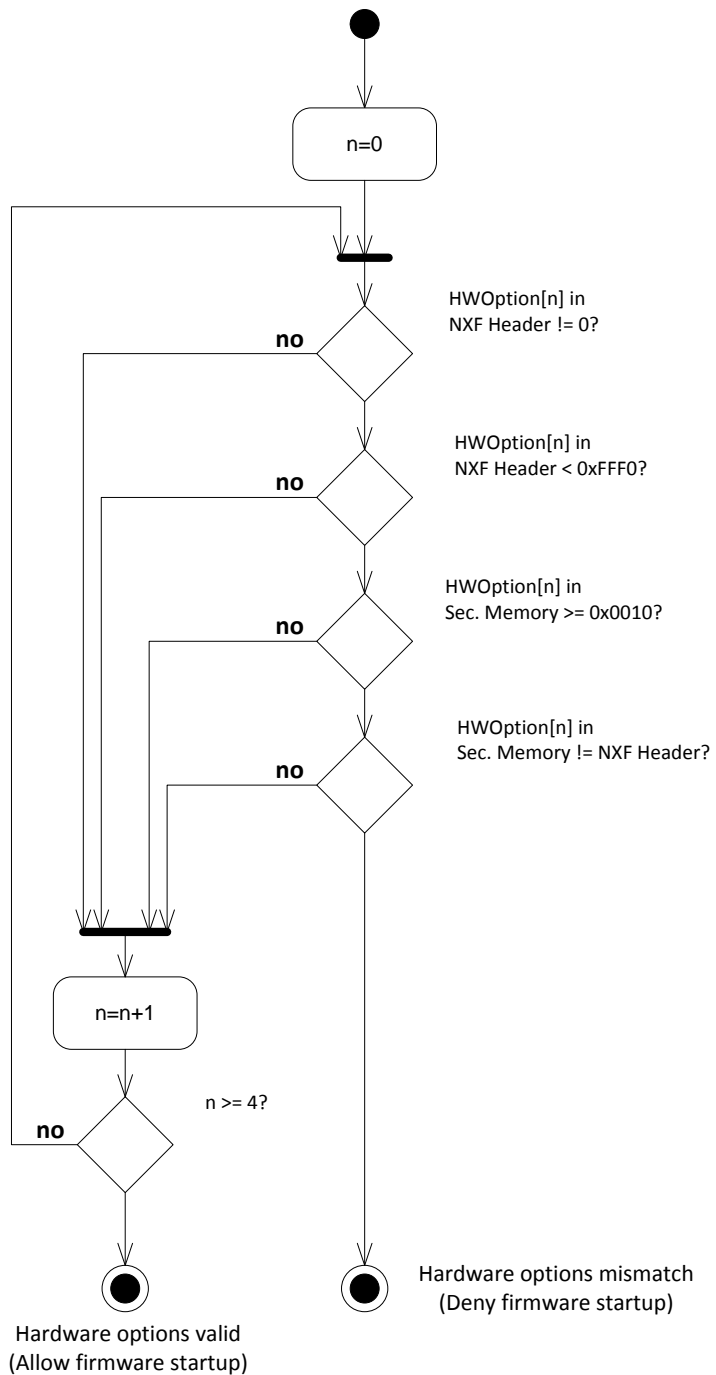 n=0
HWOption[n] in
NXF Header != 0?
no
HWOption[n] in
NXF Header < 0xFFF0?
no
HWOption[n] in
Sec. Memory >= 0x0010?
no
HWOption[n] in
Sec. Memory != NXF Header?
no
n=n+1
n >= 4?
no
Hardware options mismatch
(Deny firmware startup)
Hardware options valid
(Allow firmware startup)